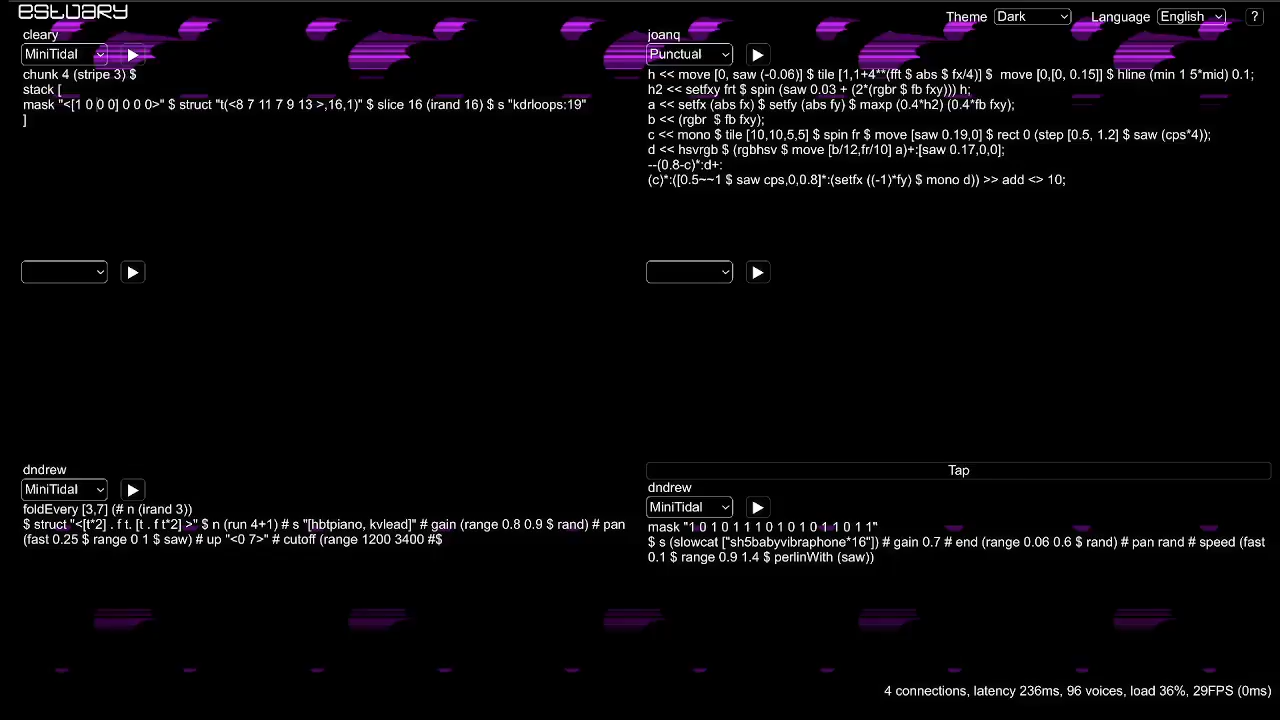 estuary
Theme Dark Language English ?
cleary
MiniTidal
chunk 4 (stripe 3) $
stack [
mask "<[1 0 0 0] 0 0 0>" $ struct "t(<8 7 11 7 9 13 >,16,1)" $ slice 16 (irand 16) $ s "kdrloops:19"
]
joanq
Punctual
h << move [0, saw (-0.06)] $ tile [1,1+4**(fft $ abs $ fx/4)] $  move [0,[0, 0.15]] $ hline (min 1 5*mid) 0.1;
h2 << setfxy frt $ spin (saw 0.03 + (2*(rgbr $ fb fxy))) h;
a << setfx (abs fx) $ setfy (abs fy) $ maxp (0.4*h2) (0.4*fb fxy);
b << (rgbr  $ fb fxy);
c << mono $ tile [10,10,5,5] $ spin fr $ move [saw 0.19,0] $ rect 0 (step [0.5, 1.2] $ saw (cps*4));
d << hsvrgb $ (rgbhsv $ move [b/12,fr/10] a)+:[saw 0.17,0,0];
--(0.8-c)*:d+:
(c)*:([0.5~~1 $ saw cps,0,0.8]*:(setfx ((-1)*fy) $ mono d)) >> add <> 10;
dndrew
MiniTidal
foldEvery [3,7] (# n (irand 3))
$ struct "<[t*2] . f t. [t . f t*2] >" $ n (run 4+1) # s "[hbtpiano, kvlead]" # gain (range 0.8 0.9 $ rand) # pan
(fast 0.25 $ range 0 1 $ saw) # up "<0 7>" # cutoff (range 1200 3400 #$
Tap
dndrew
MiniTidal
mask "1 0 1 0 1 1 1 0 1 0 1 0 1 1 0 1 1"
$ s (slowcat ["sh5babyvibraphone*16"]) # gain 0.7 # end (range 0.06 0.6 $ rand) # pan rand # speed (fast
0.1 $ range 0.9 1.4 $ perlinWith (saw))
4 connections, latency 236ms, 96 voices, load 36%, 29FPS (0ms)